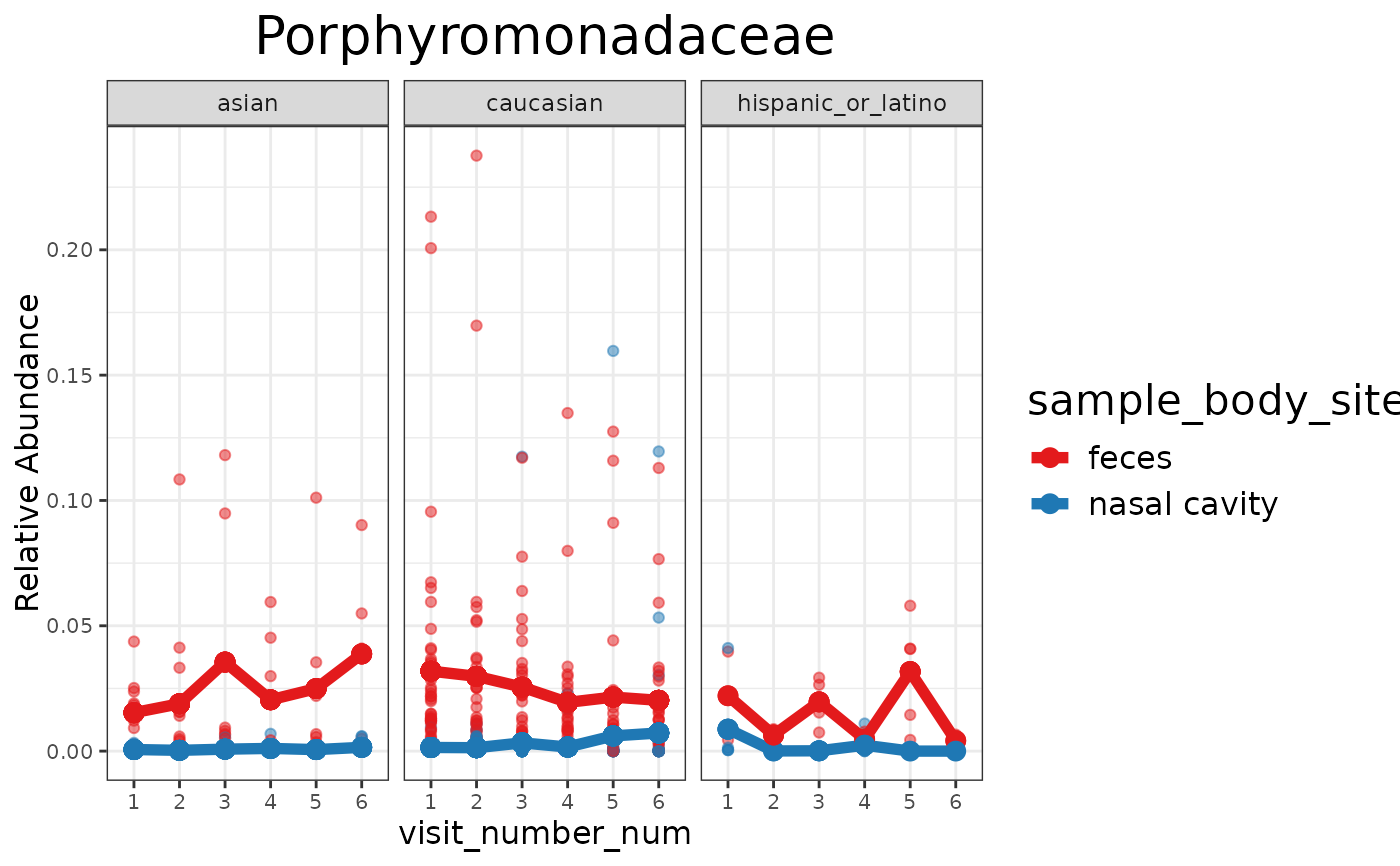 Porphyromonadaceae
asian caucasian hispanic_or_latino
0.20
0.15
0.10
0.05
0.00
Relative Abundance
1 2 3 4 5 6 1 2 3 4 5 6 1 2 3 4 5 6
visit_number_num
sample_body_site
feces
nasal cavity